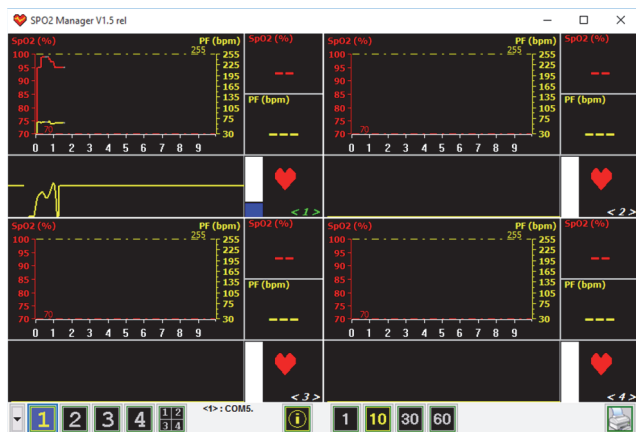 SPO2 Manager V1.5 rel
SpO2 (%) PF (bpm) SpO2 (%) SpO2 (%) PF (bpm) SpO2 (%)
255 255
100 255 100 255
95 225 95 225
90 195 -- 90 195 --
85 165 PF (bpm) 85 165 PF (bpm)
135 135
80 105 80 105
75 75 75 75
70 70 30 --- 70 70 30 ---
0 1 2 3 4 5 6 7 8 9 0 1 2 3 4 5 6 7 8 9
<1> <2>
SpO2 (%) PF (bpm) SpO2 (%) SpO2 (%) PF (bpm) SpO2 (%)
255 255
100 255 100 255
95 225 95 225
90 195 -- 90 195 --
85 165 PF (bpm) 85 165 PF (bpm)
135 135
80 105 80 105
75 75 75 75
70 70 30 --- 70 70 30 ---
0 1 2 3 4 5 6 7 8 9 0 1 2 3 4 5 6 7 8 9
<3> <4>
1 2 3 4 1 2 3 4 <1> : COM5. i 1 10 30 60